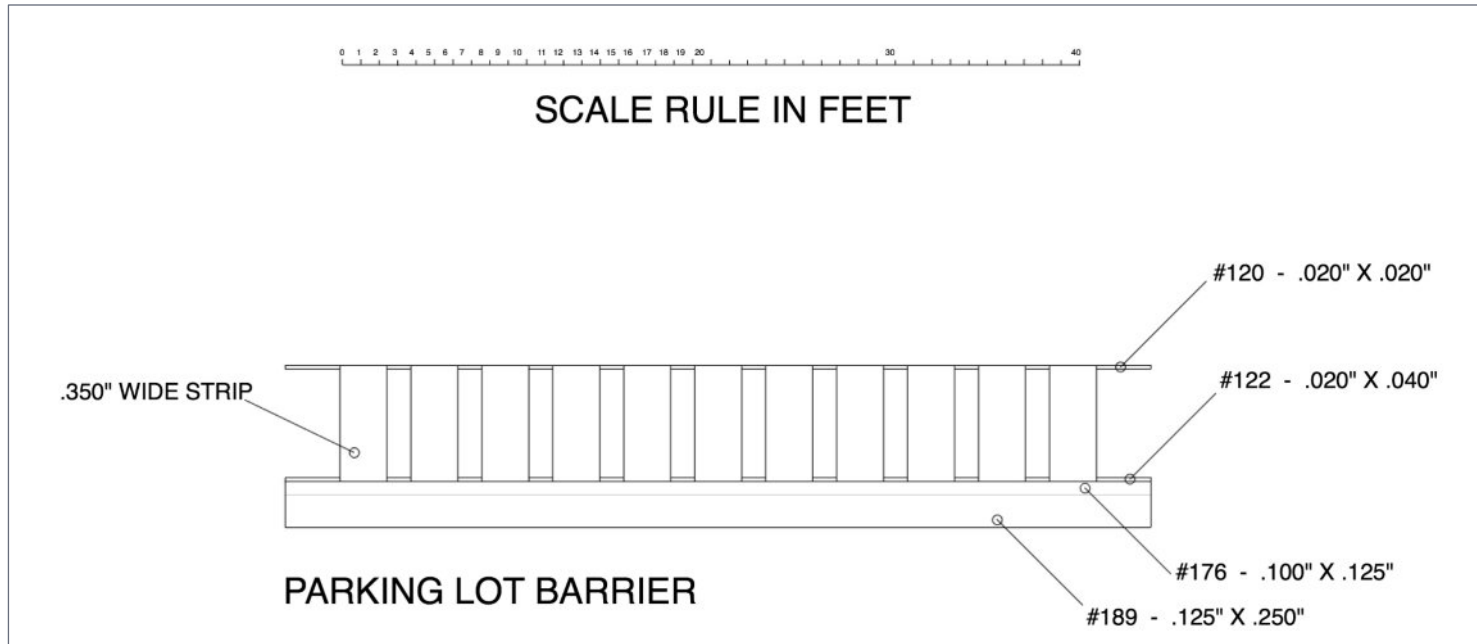 0 1 2 3 4 5 6 7 8 9 10 11 12 13 14 15 16 17 18 19 20 30 40
SCALE RULE IN FEET
#120 - .020" X .020"
#122 - .020" X .040"
.350" WIDE STRIP
#176 - .100" X .125"
PARKING LOT BARRIER
#189 - .125" X .250"